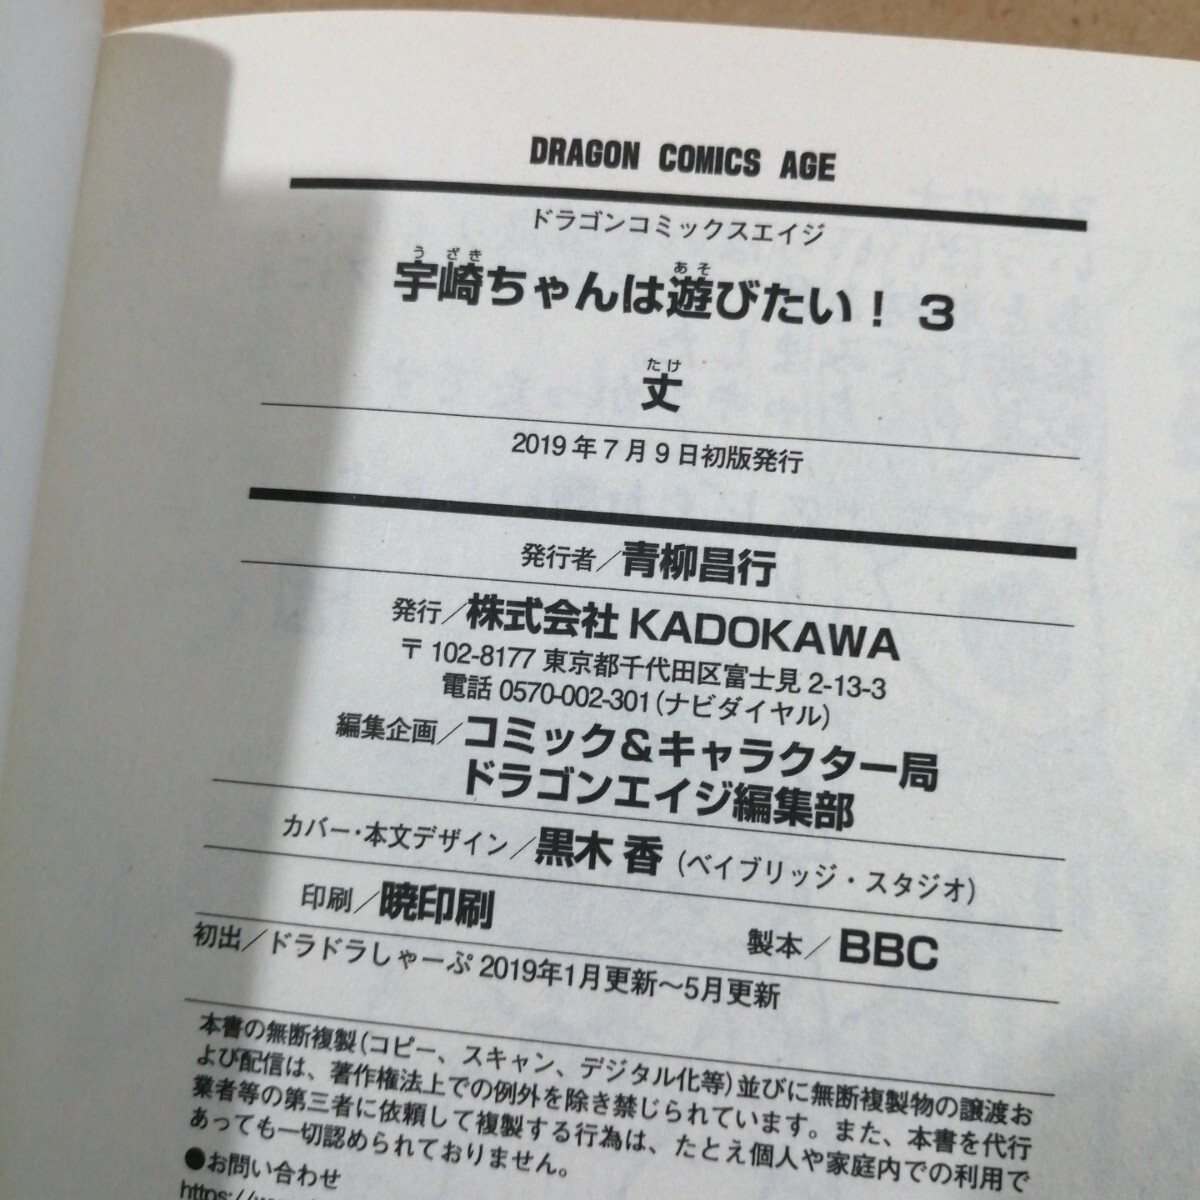 DRAGON COMICS AGE
ドラゴンコミックスエイジ
宇崎ちゃんは遊びたい！ 3
丈
2019年7月9日初版発行
発行者／青柳昌行
発行／株式会社KADOKAWA
〒102-8177 東京都千代田区富士見 2-13-3
電話 0570-002-301(ナビダイヤル)
編集企画／コミック&キャラクター局
ドラゴンエイジ編集部
カバー・本文デザイン／黒木 香（ベイブリッジ・スタジオ）
印刷／暁印刷 製本／BBC
初出／ドラドラしゃーぷ 2019年1月更新～5月更新
本書の無断複製（コピー、スキャン、デジタル化等）並びに無断複製物の譲渡お
よび配信は、著作権法上での例外を除き禁じられています。また、本書を代行
業者等の第三者に依頼して複製する行為は、たとえ個人や家庭内での利用で
あっても一切認められておりません。
●お問い合わせ